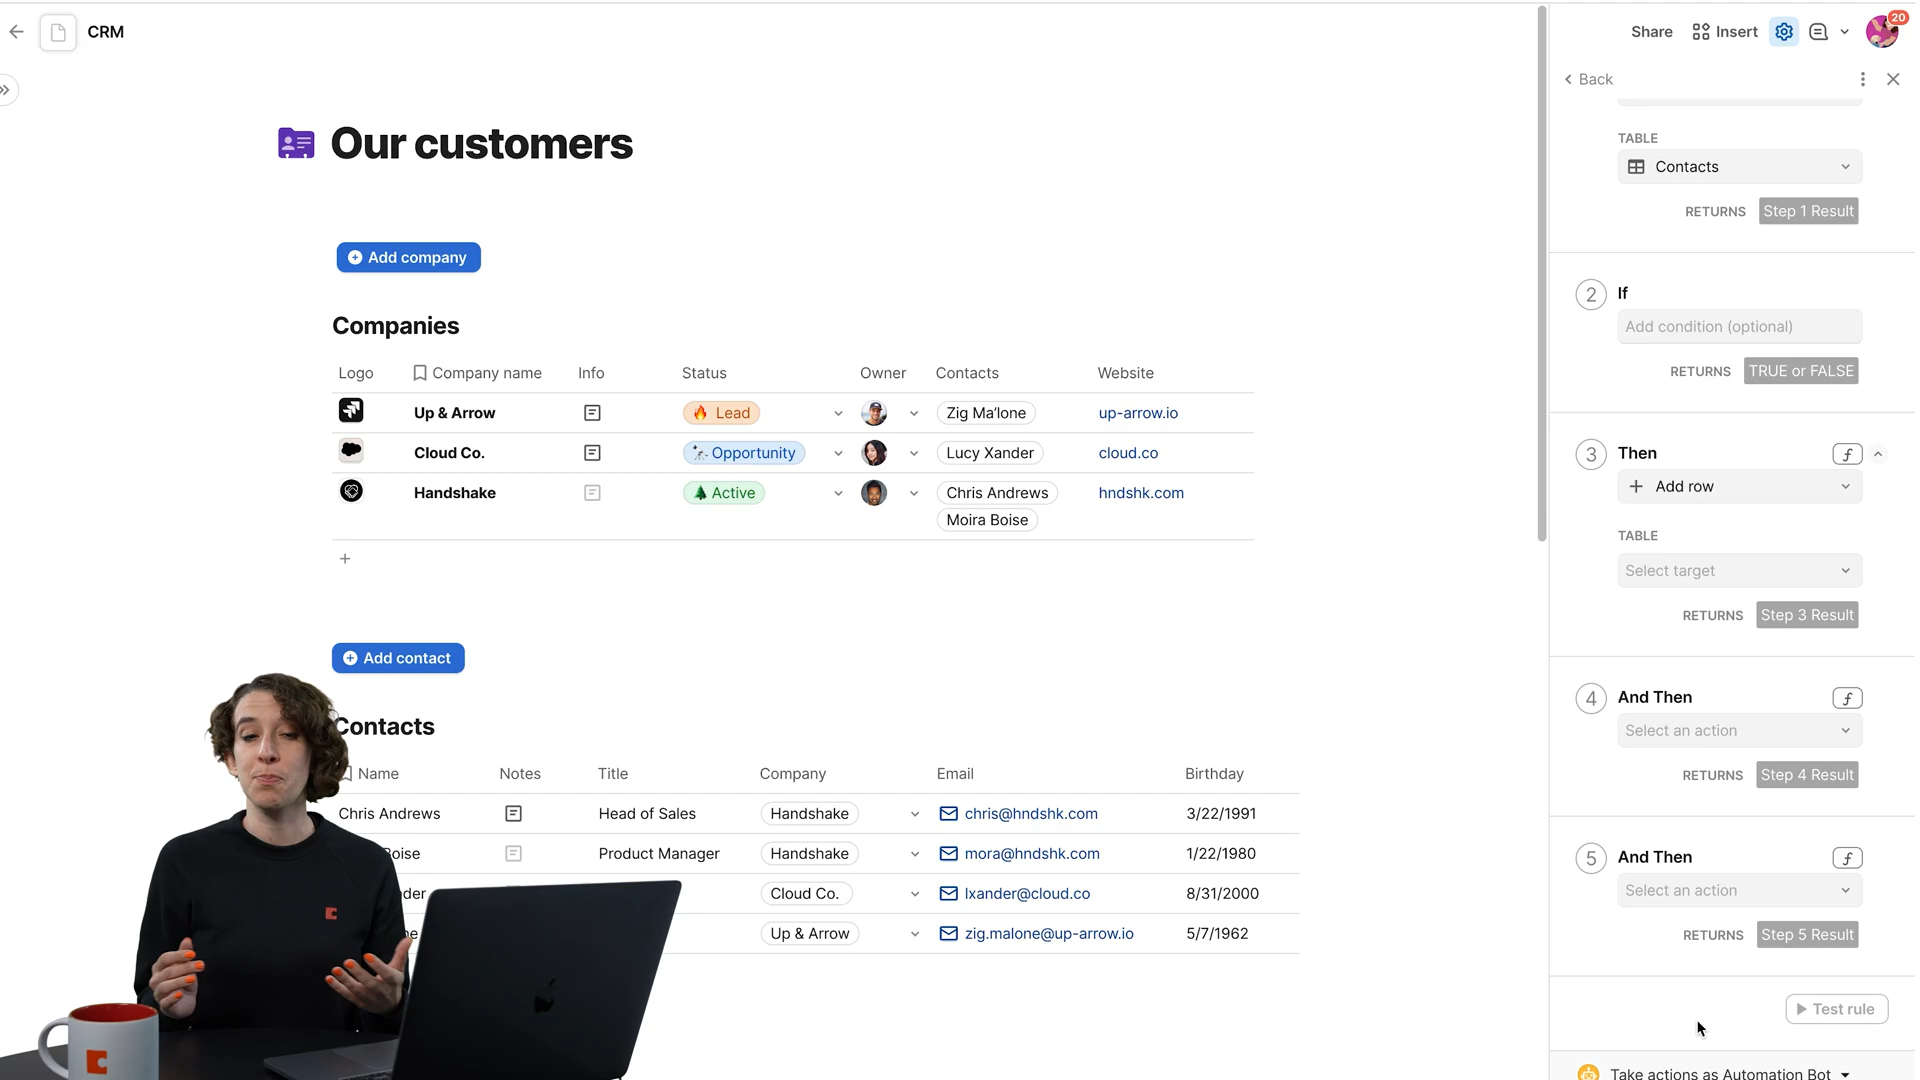 CRM
Share
Insert
20
Back
Our customers
Add company
Companies
Logo Company name Info Status Owner Contacts Website
Up & Arrow Lead Zig Ma'lone up-arrow.io
Cloud Co. Opportunity Lucy Xander cloud.co
Handshake Active Chris Andrews hndshk.com
Moira Boise
Add contact
Contacts
Name Notes Title Company Email Birthday
Chris Andrews Head of Sales Handshake chris@hndshk.com 3/22/1991
Product Manager Handshake mora@hndshk.com 1/22/1980
Cloud Co. lxander@cloud.co 8/31/2000
Up & Arrow zig.malone@up-arrow.io 5/7/1962
TABLE
Contacts
RETURNS Step 1 Result
2 If
Add condition (optional)
RETURNS TRUE or FALSE
3 Then
Add row
TABLE
Select target
RETURNS Step 3 Result
4 And Then
Select an action
RETURNS Step 4 Result
5 And Then
Select an action
RETURNS Step 5 Result
Test rule
Take actions as Automation Bot